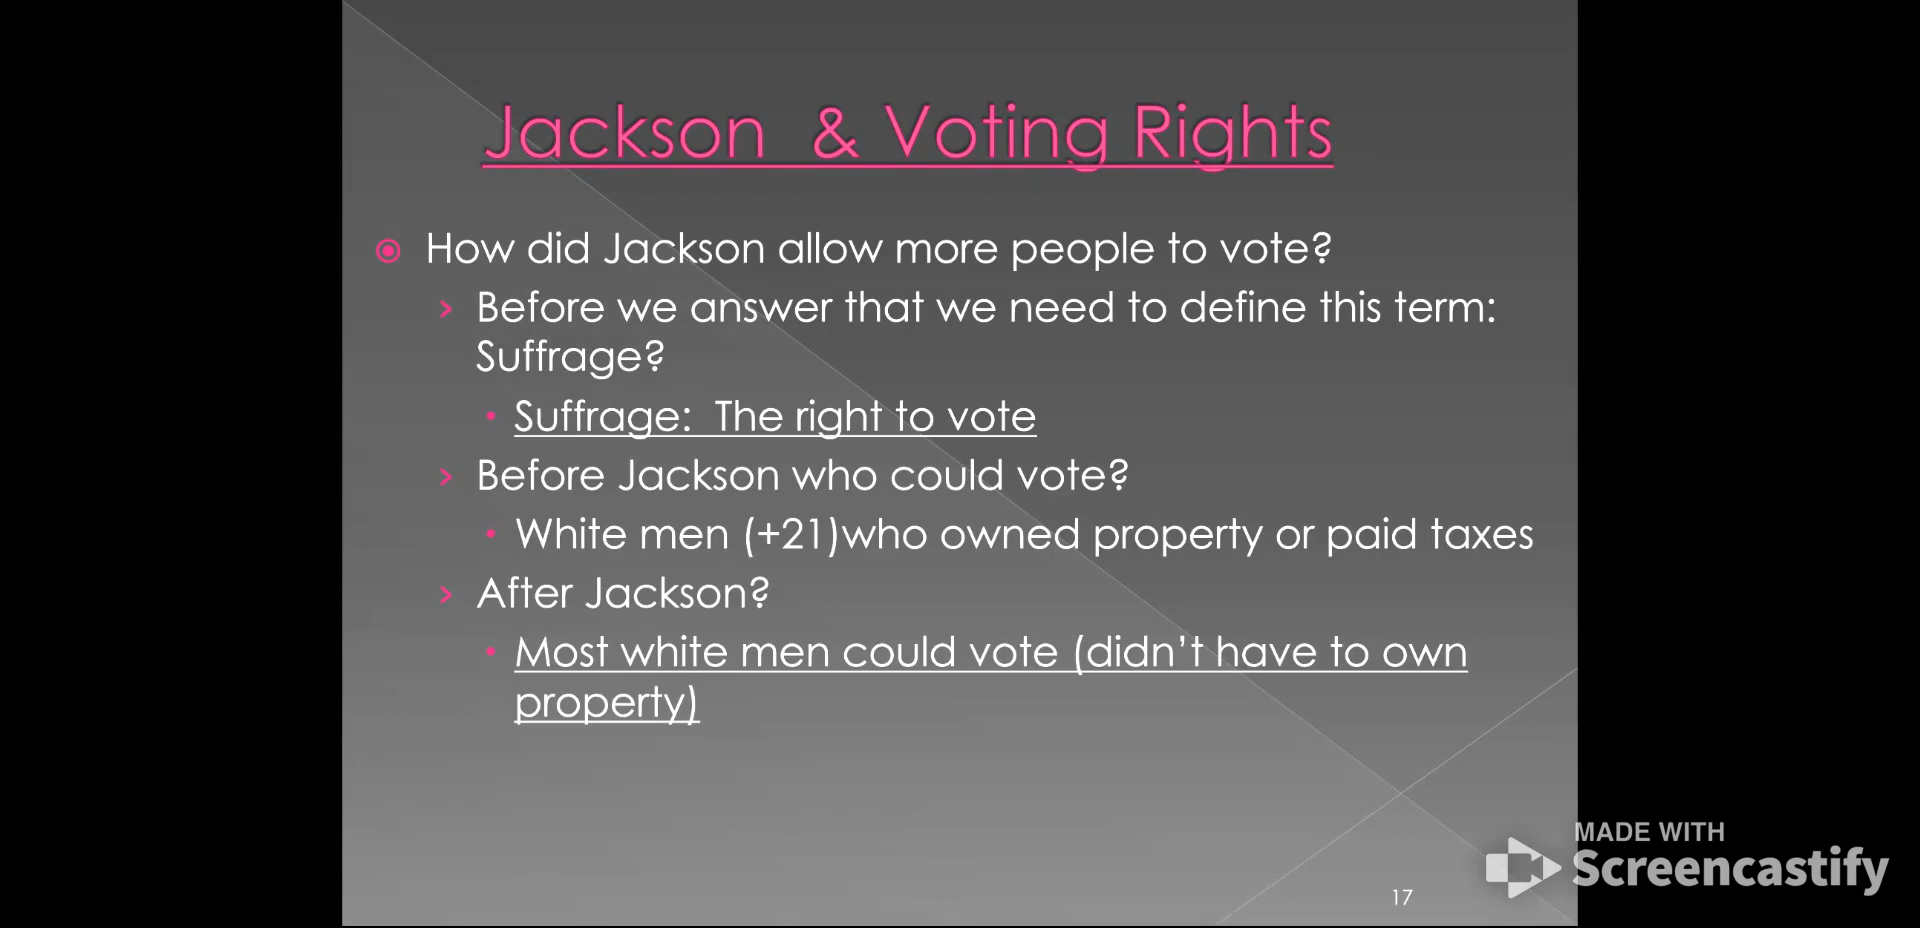 Jackson & Voting Rights
How did Jackson allow more people to vote?
Before we answer that we need to define this term:
Suffrage?
Suffrage: The right to vote
Before Jackson who could vote?
White men (+21)who owned property or paid taxes
After Jackson?
Most white men could vote (didn't have to own
property)
17
MADE WITH
Screencastify